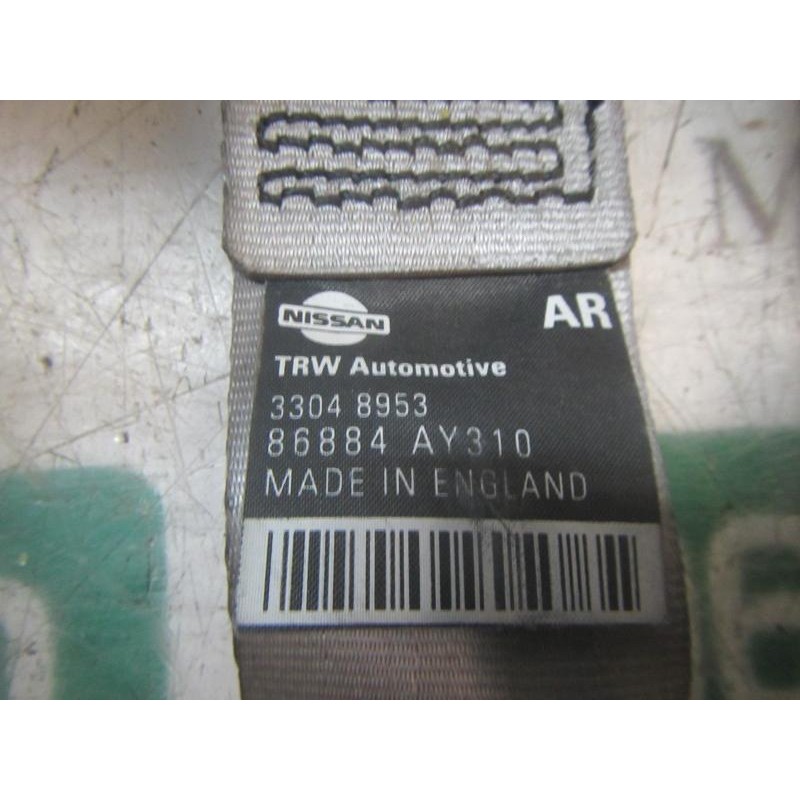 M
NISSAN
AR
TRW Automotive
3304 8953
86884 AY310
MADE IN ENGLAND